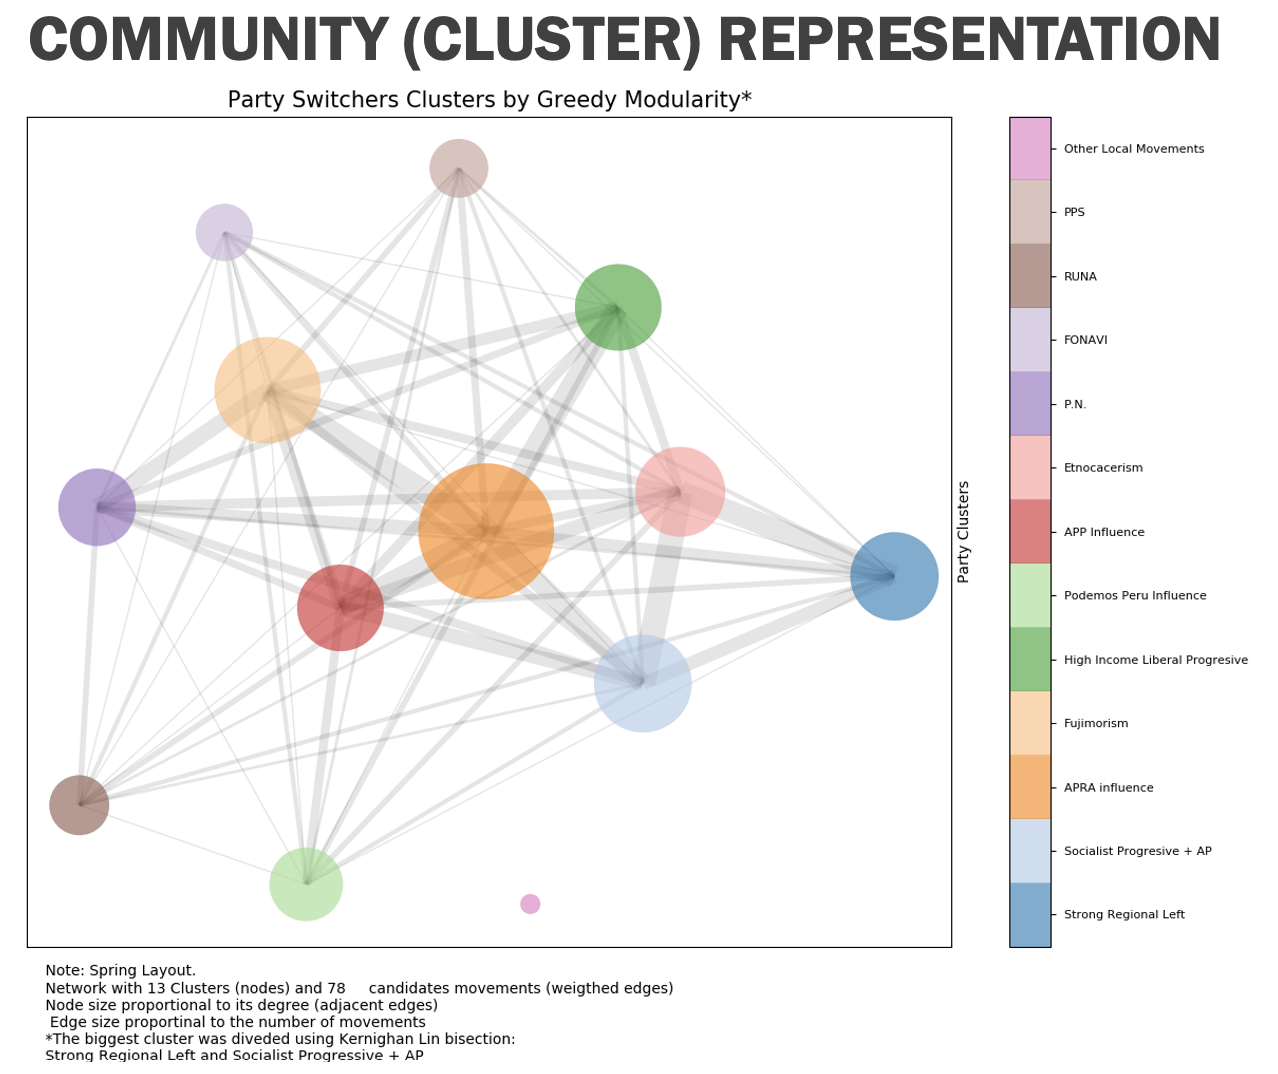 COMMUNITY (CLUSTER) REPRESENTATION
Party Switchers Clusters by Greedy Modularity*
Other Local Movements
PPS
RUNA
FONAVI
P.N.
Etnocacerism
APP Influence
Podemos Peru Influence
High Income Liberal Progresive
Fujimorism
APRA influence
Socialist Progresive + AP
Strong Regional Left
Party Clusters
Note: Spring Layout.
Network with 13 Clusters (nodes) and 78 candidates movements (weigthed edges)
Node size proportional to its degree (adjacent edges)
Edge size proportinal to the number of movements
*The biggest cluster was diveded using Kernighan Lin bisection:
Strong Regional Left and Socialist Progressive + AP